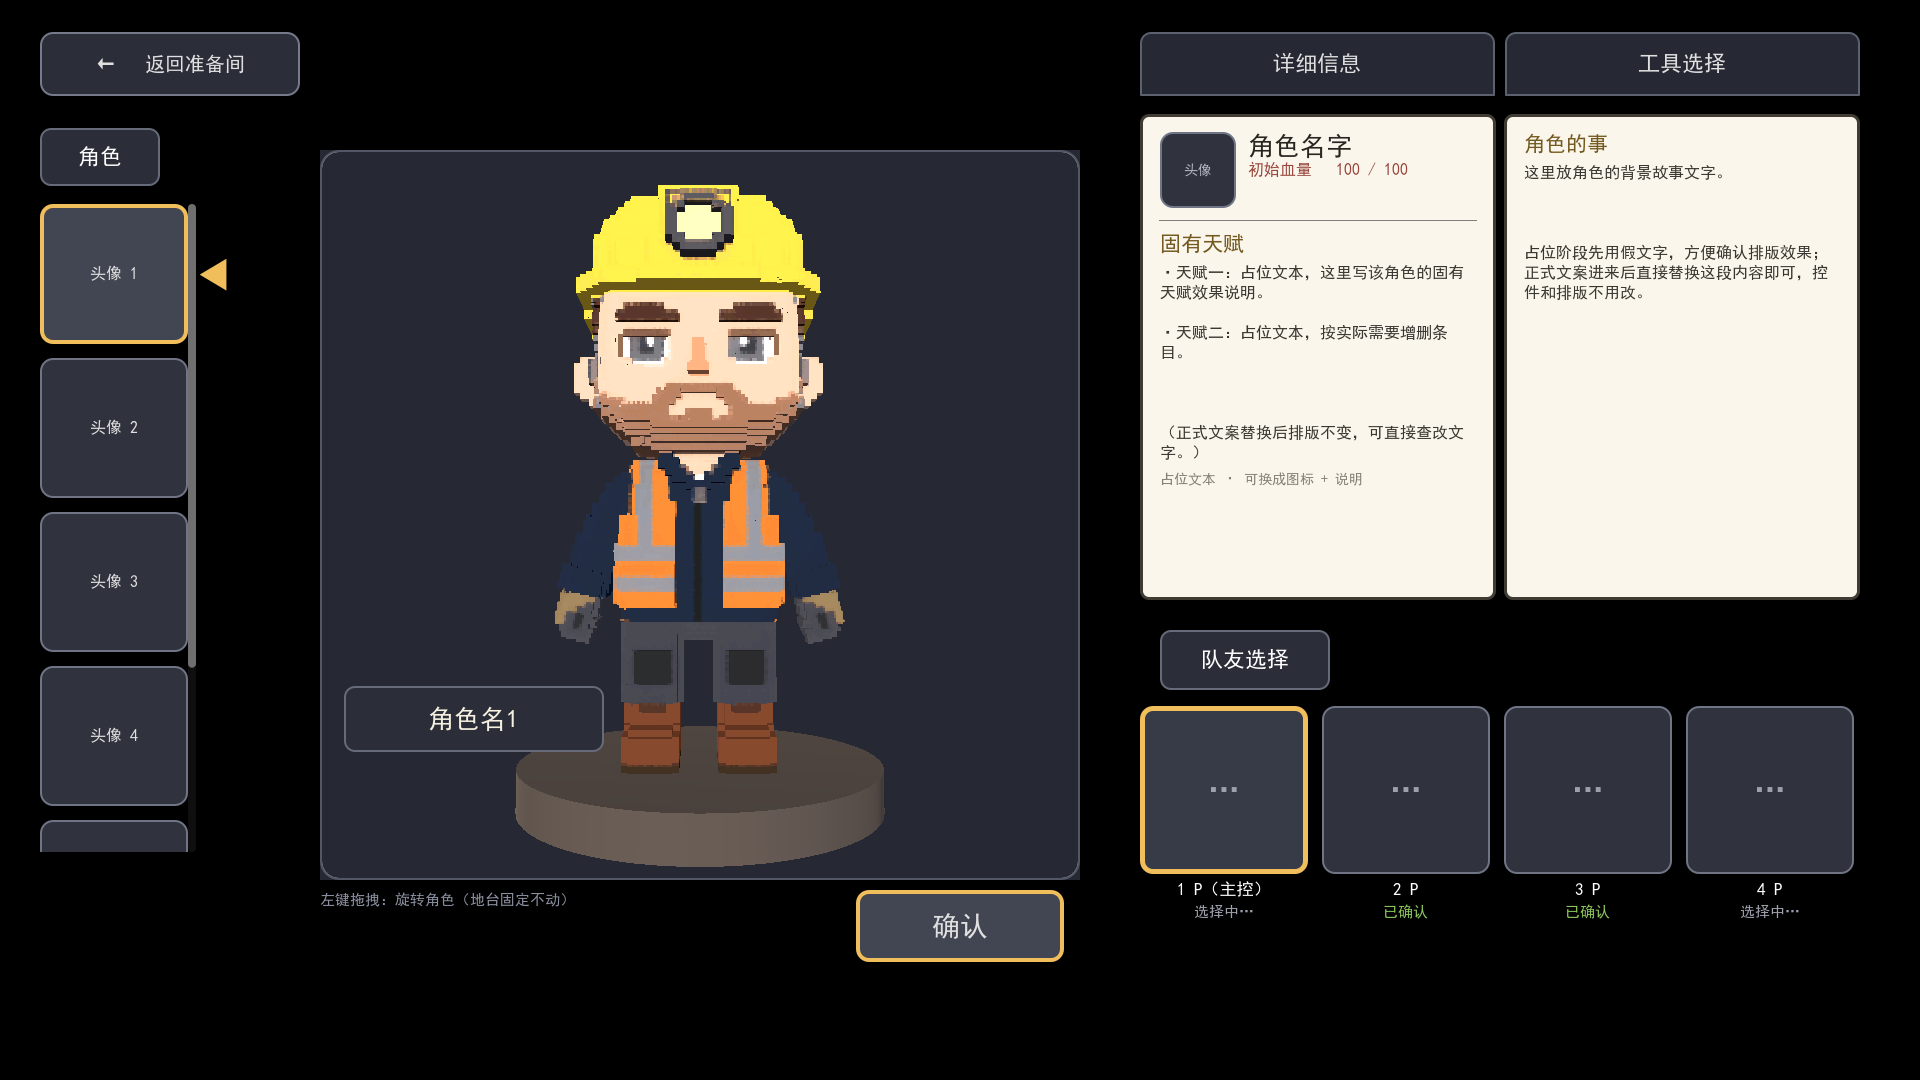 ← 返回准备间
角色
头像 1
头像 2
头像 3
头像 4
角色名1
左键拖拽：旋转角色（地台固定不动）
确认
详细信息
工具选择
头像
角色名字
初始血量 100 / 100
固有天赋
·天赋一：占位文本，这里写该角色的固有
天赋效果说明。
·天赋二：占位文本，按实际需要增删条
目。
（正式文案替换后排版不变，可直接查改文
字。）
占位文本 · 可换成图标 + 说明
角色的事
这里放角色的背景故事文字。
占位阶段先用假文字，方便确认排版效果；
正式文案进来后直接替换这段内容即可，控
件和排版不用改。
队友选择
...
...
...
...
1 P（主控）
选择中…
2 P
已确认
3 P
已确认
4 P
选择中…